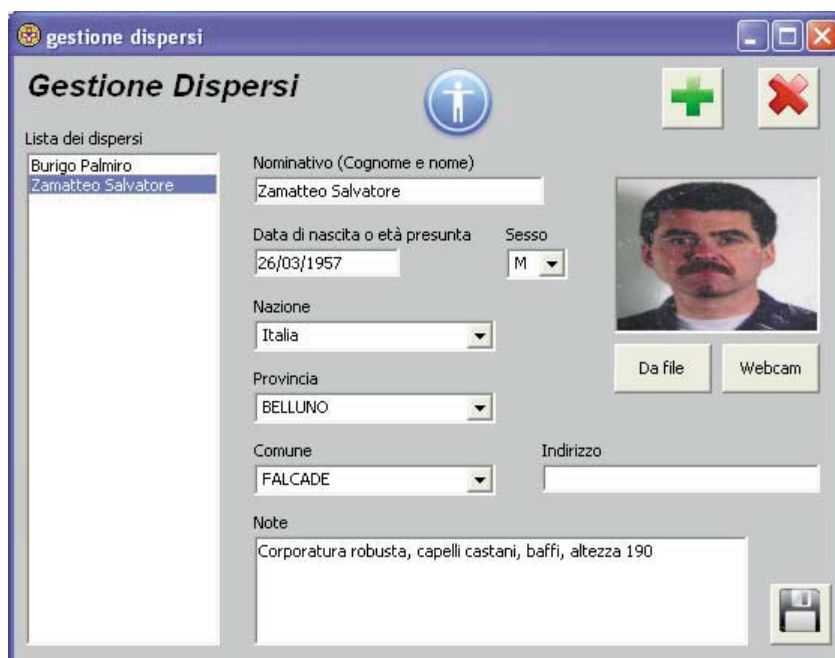 gestione dispersi
Gestione Dispersi
Lista dei dispersi
Burigo Palmiro
Zamatteo Salvatore
Nominativo (Cognome e nome)
Zamatteo Salvatore
Data di nascita o età presunta
Sesso
26/03/1957
M
Nazione
Italia
Da file
Webcam
Provincia
BELLUNO
Comune
Indirizzo
FALCADE
Note
Corporatura robusta, capelli castani, baffi, altezza 190